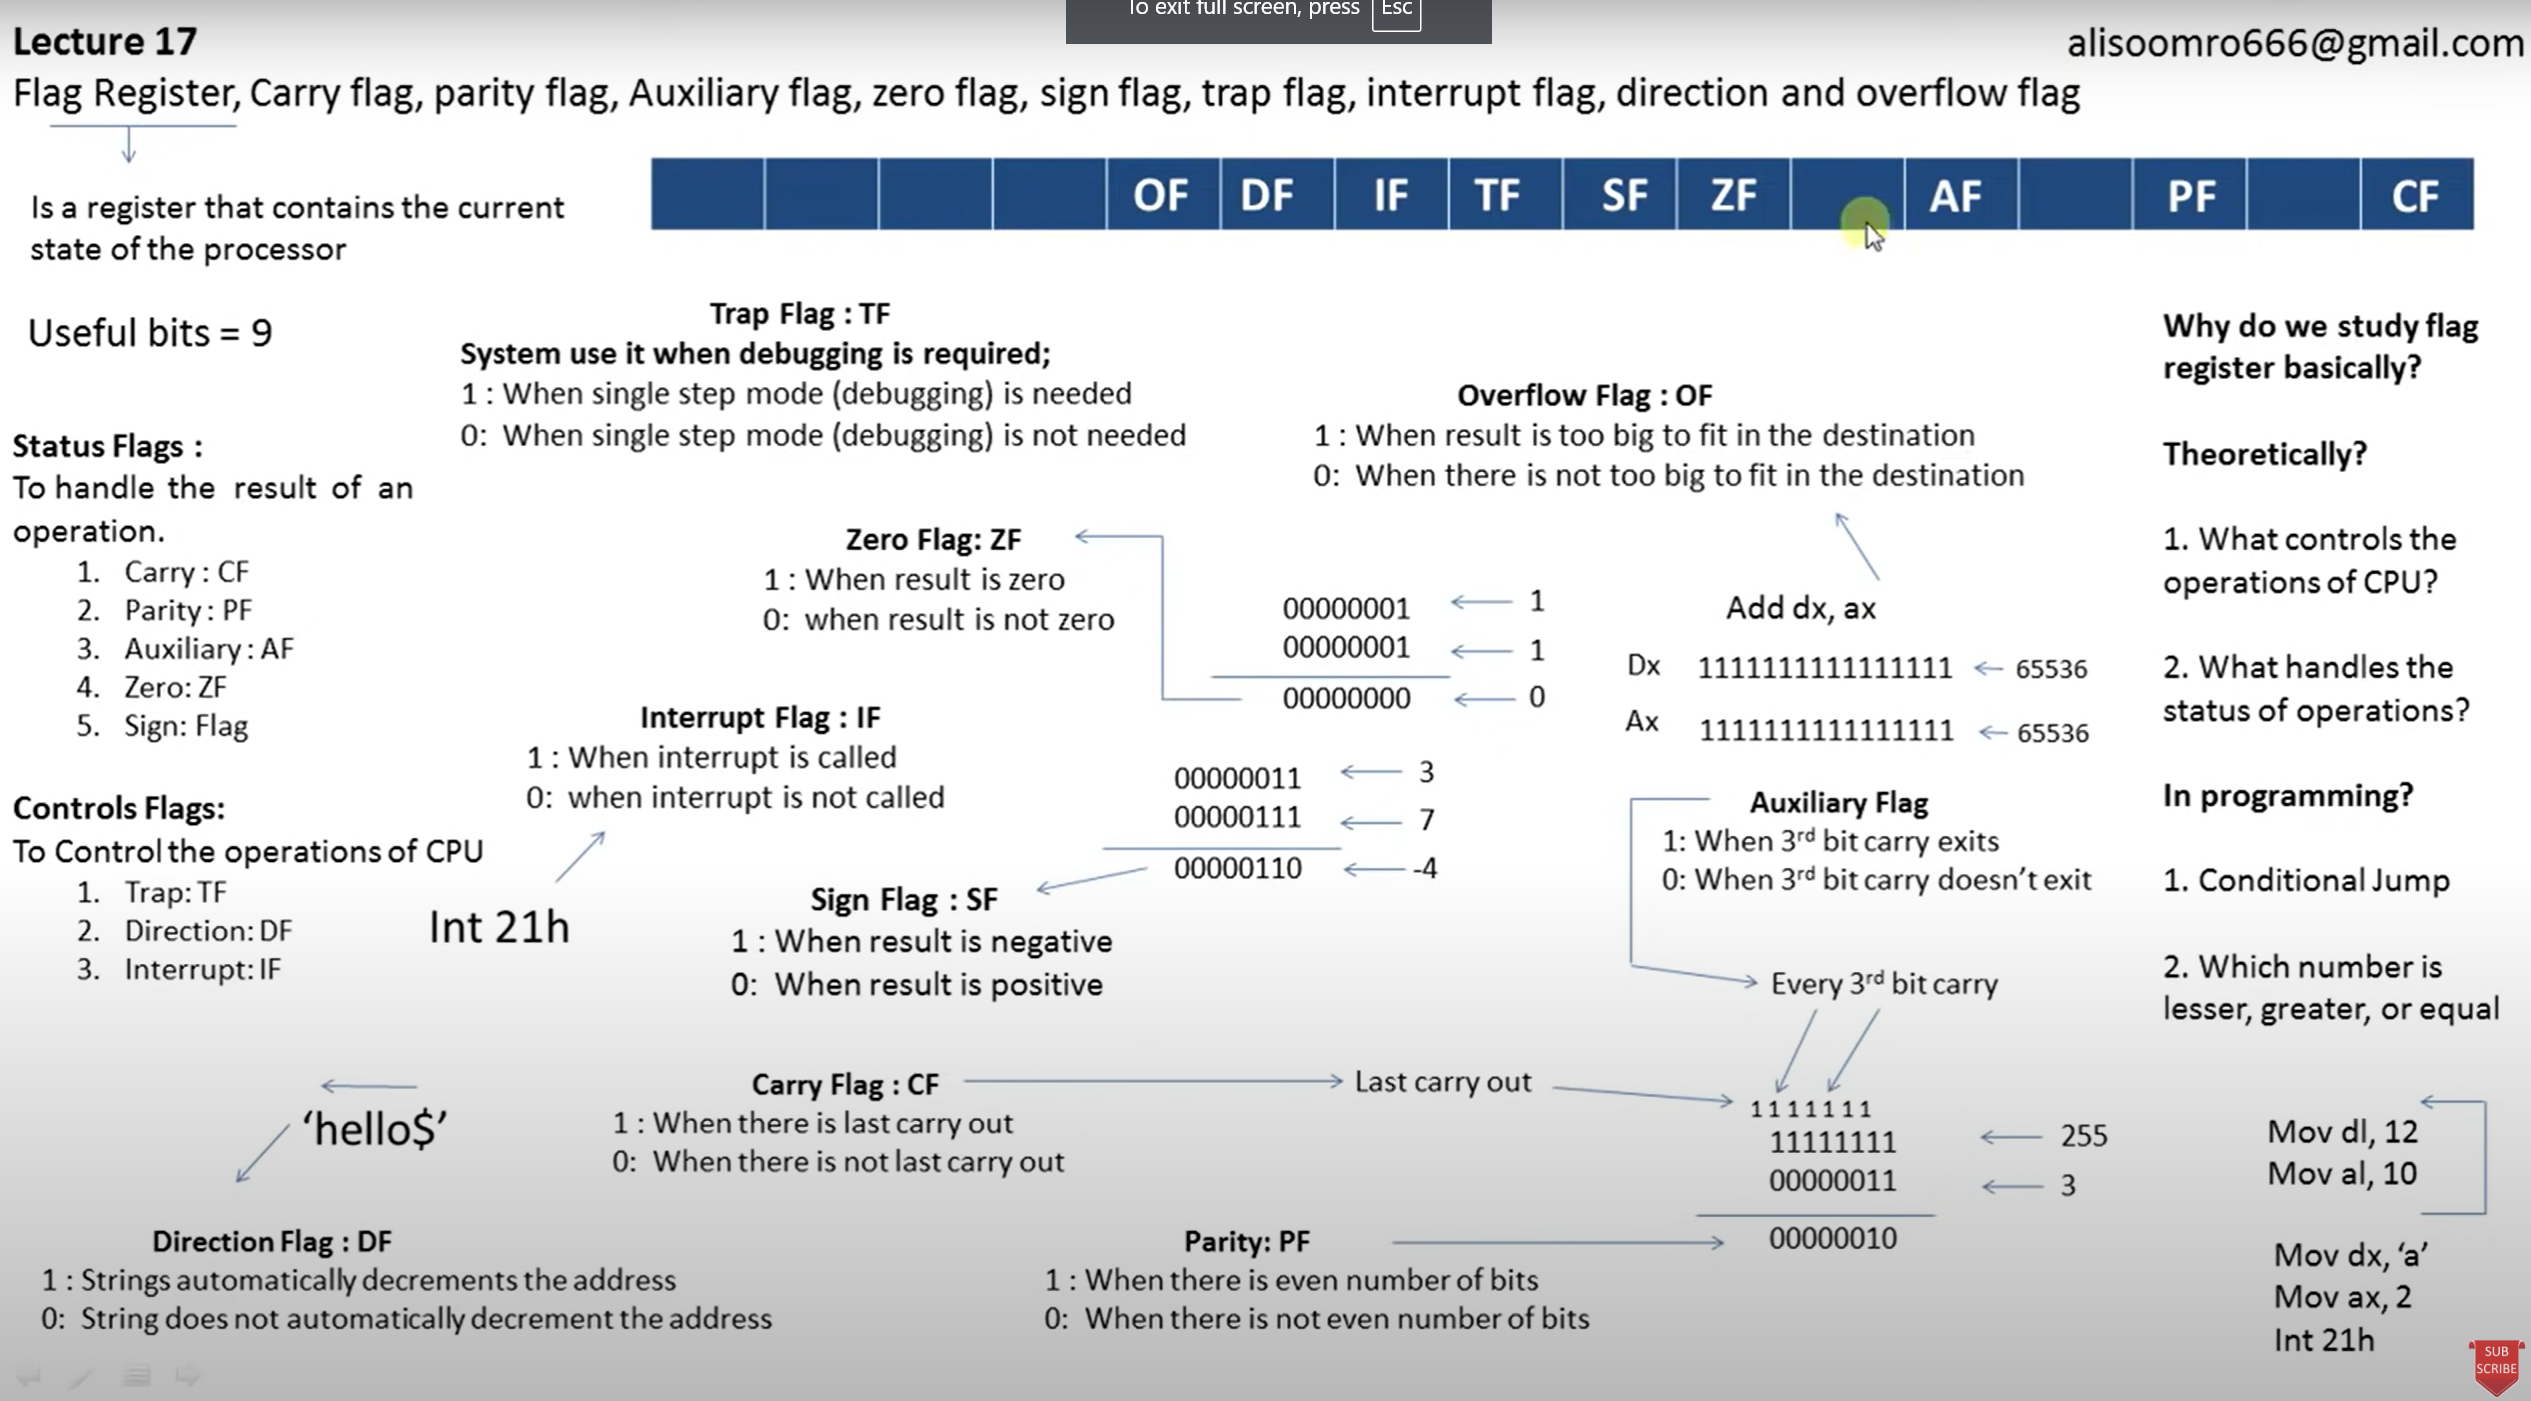 To exit full screen, press Esc
Lecture 17
alisoomro666@gmail.com
Flag Register, Carry flag, parity flag, Auxiliary flag, zero flag, sign flag, trap flag, interrupt flag, direction and overflow flag
OF DF IF TF SF ZF AF PF CF
Is a register that contains the current
state of the processor
Useful bits = 9
Status Flags :
To handle the result of an
operation.
1. Carry : CF
2. Parity : PF
3. Auxiliary : AF
4. Zero: ZF
5. Sign: Flag
Controls Flags:
To Control the operations of CPU
1. Trap: TF
2. Direction: DF
3. Interrupt: IF
Trap Flag : TF
System use it when debugging is required;
1 : When single step mode (debugging) is needed
0: When single step mode (debugging) is not needed
Overflow Flag : OF
1 : When result is too big to fit in the destination
0: When there is not too big to fit in the destination
Zero Flag: ZF
1 : When result is zero
0: when result is not zero
00000001 1
00000001 1
00000000 0
Add dx, ax
Dx 1111111111111111 65536
Ax 1111111111111111 65536
Interrupt Flag : IF
1 : When interrupt is called
0: when interrupt is not called
Int 21h
00000011 3
00000111 7
00000110 -4
Sign Flag : SF
1 : When result is negative
0: When result is positive
Auxiliary Flag
1: When 3rd bit carry exits
0: When 3rd bit carry doesn't exit
Every 3rd bit carry
Carry Flag : CF
Last carry out
1 : When there is last carry out
0: When there is not last carry out
1111111
11111111 255
00000011 3
00000010
'hello$'
Direction Flag : DF
1 : Strings automatically decrements the address
0: String does not automatically decrement the address
Parity: PF
1 : When there is even number of bits
0: When there is not even number of bits
Why do we study flag
register basically?
Theoretically?
1. What controls the
operations of CPU?
2. What handles the
status of operations?
In programming?
1. Conditional Jump
2. Which number is
lesser, greater, or equal
Mov dl, 12
Mov al, 10
Mov dx, 'a'
Mov ax, 2
Int 21h
SUB
SCRIBE